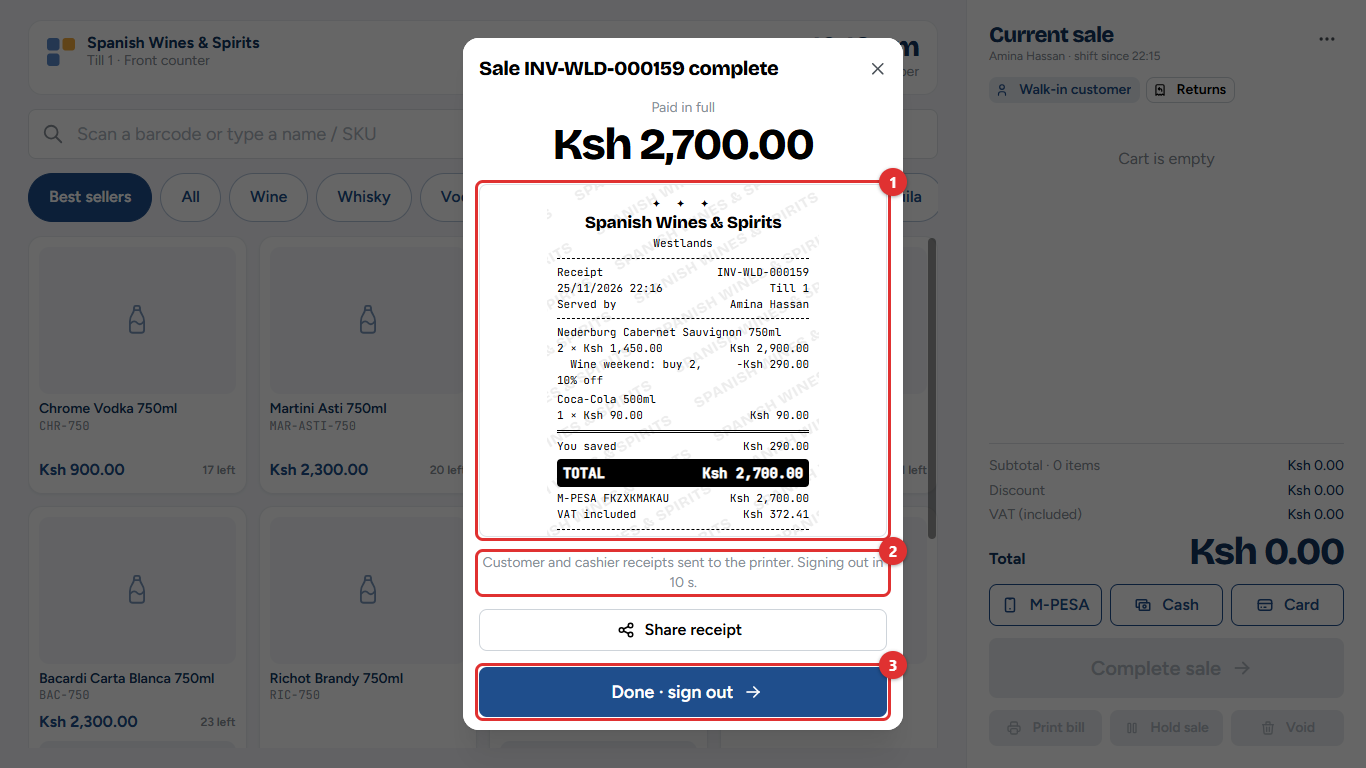 Spanish Wines & Spirits
Till 1 · Front counter
Scan a barcode or type a name / SKU
Best sellers
All
Wine
Whisky
Chrome Vodka 750ml
CHR-750
Ksh 900.00
17 left
Martini Asti 750ml
MAR-ASTI-750
Ksh 2,300.00
20 left
Bacardi Carta Blanca 750ml
BAC-750
Ksh 2,300.00
23 left
Richot Brandy 750ml
RIC-750
Sale INV-WLD-000159 complete
Paid in full
Ksh 2,700.00
1
Spanish Wines & Spirits
Westlands
Receipt INV-WLD-000159
25/11/2026 22:16 Till 1
Served by Amina Hassan
Nederburg Cabernet Sauvignon 750ml
2 × Ksh 1,450.00 Ksh 2,900.00
Wine weekend: buy 2, -Ksh 290.00
10% off
Coca-Cola 500ml
1 × Ksh 90.00 Ksh 90.00
You saved Ksh 290.00
TOTAL Ksh 2,700.00
M-PESA FKZXKMAKAU Ksh 2,700.00
VAT included Ksh 372.41
2
Customer and cashier receipts sent to the printer. Signing out in
10 s.
Share receipt
3
Done · sign out
Current sale
Amina Hassan · shift since 22:15
Walk-in customer
Returns
Cart is empty
Subtotal · 0 items Ksh 0.00
Discount Ksh 0.00
VAT (included) Ksh 0.00
Total Ksh 0.00
M-PESA
Cash
Card
Complete sale
Print bill
Hold sale
Void